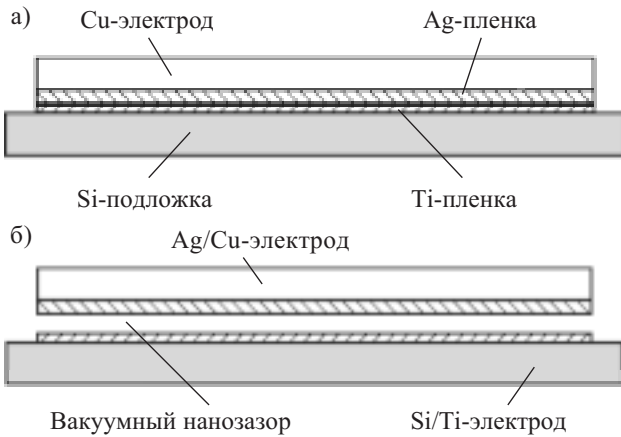 а)
Cu-электрод
Ag-пленка
Si-подложка
Ti-пленка
б)
Ag/Cu-электрод
Вакуумный нанозазор
Si/Ti-электрод